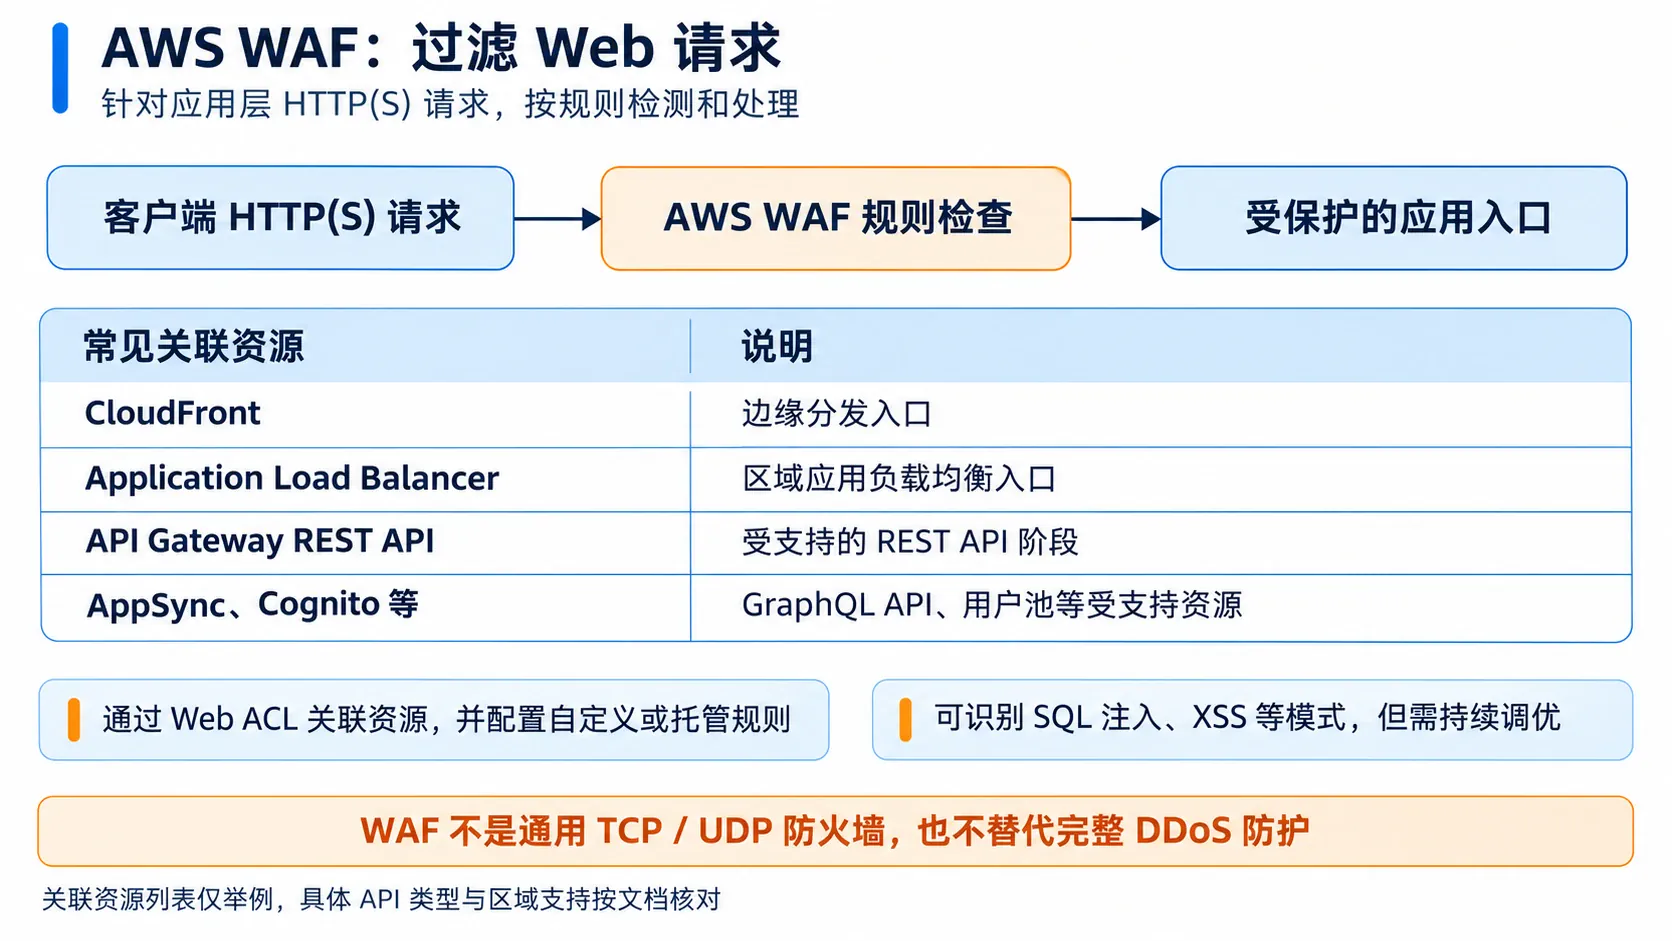 AWS WAF：过滤 Web 请求
针对应用层 HTTP(S) 请求，按规则检测和处理
客户端 HTTP(S) 请求
AWS WAF 规则检查
受保护的应用入口
常见关联资源
说明
CloudFront
边缘分发入口
Application Load Balancer
区域应用负载均衡入口
API Gateway REST API
受支持的 REST API 阶段
AppSync、Cognito 等
GraphQL API、用户池等受支持资源
通过 Web ACL 关联资源，并配置自定义或托管规则
可识别 SQL 注入、XSS 等模式，但需持续调优
WAF 不是通用 TCP / UDP 防火墙，也不替代完整 DDoS 防护
关联资源列表仅举例，具体 API 类型与区域支持按文档核对